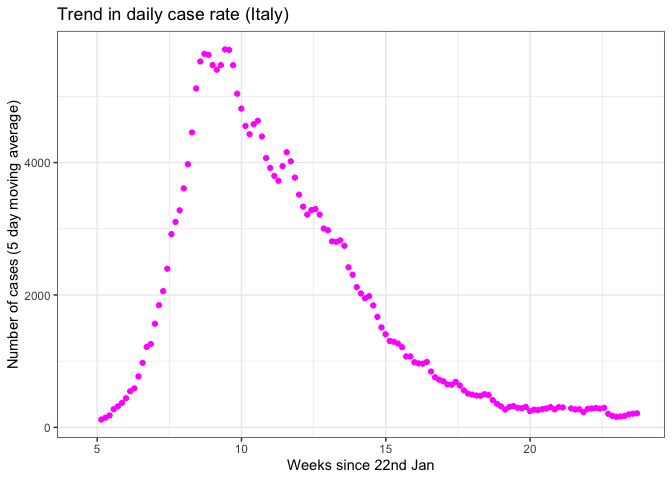 Trend in daily case rate (Italy)
Number of cases (5 day moving average)
4000
2000
0
5
10
15
20
Weeks since 22nd Jan